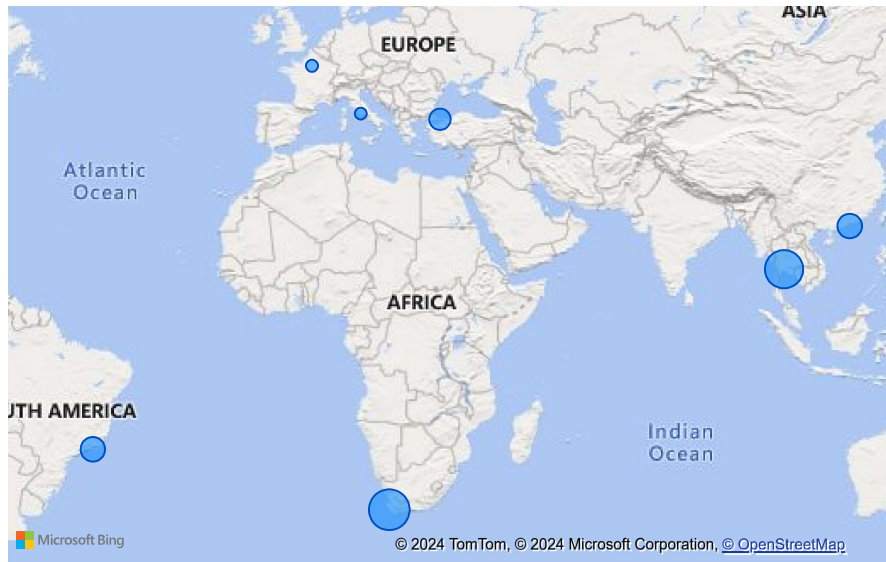 ASIA
EUROPE
Atlantic
Ocean
AFRICA
UTH AMERICA
Indian
Ocean
Microsoft Bing
© 2024 TomTom, © 2024 Microsoft Corporation, © OpenStreetMap